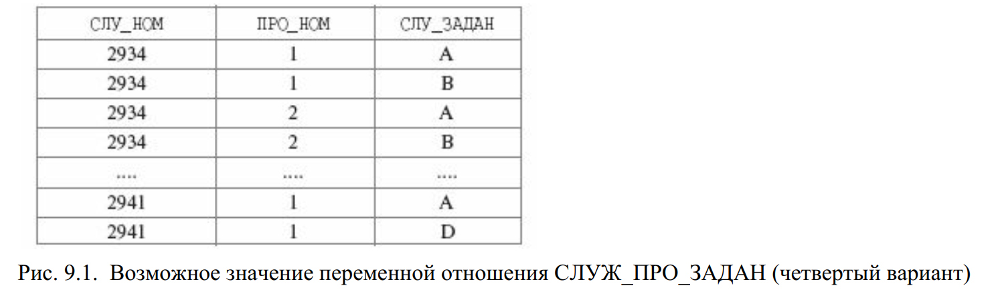 СЛУ_НОМ ПРО_НОМ СЛУ_ЗАДАН
2934 1 A
2934 1 B
2934 2 A
2934 2 B
.... .... ....
2941 1 A
2941 1 D
Рис. 9.1. Возможное значение переменной отношения СЛУЖ_ПРО_ЗАДАН (четвертый вариант)